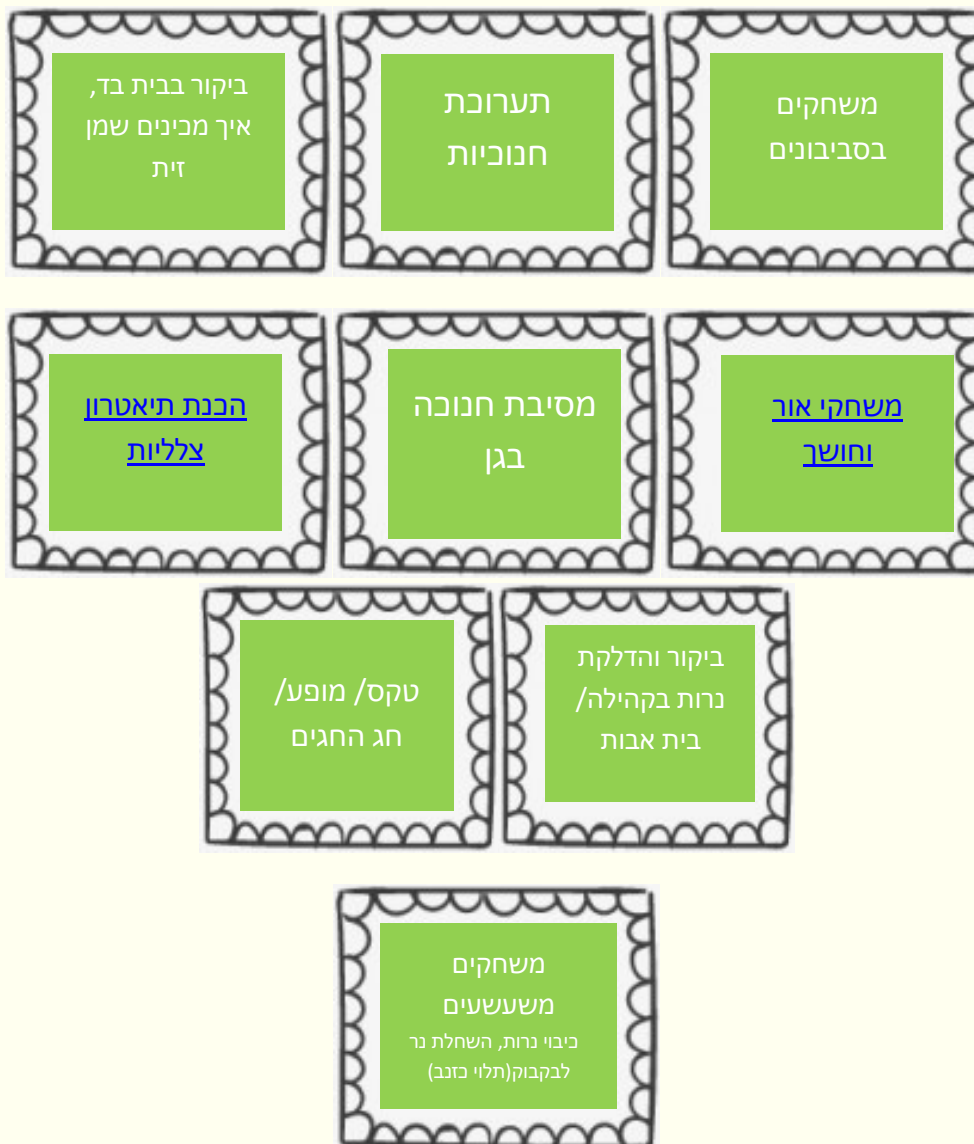 משחקים
בסביבונים
תערוכת
חנוכיות
ביקור בבית בד,
איך מכינים שמן
זית
משחקי אור
וחושך
מסיבת חנוכה
בגן
הכנת תיאטרון
צלליות
ביקור והדלקת
נרות בקהילה/
בית אבות
טקס/ מופע/
חג החגים
משחקים
משעשעים
כיבוי נרות, השחלת נר
לבקבוק(תלוי כזנב)